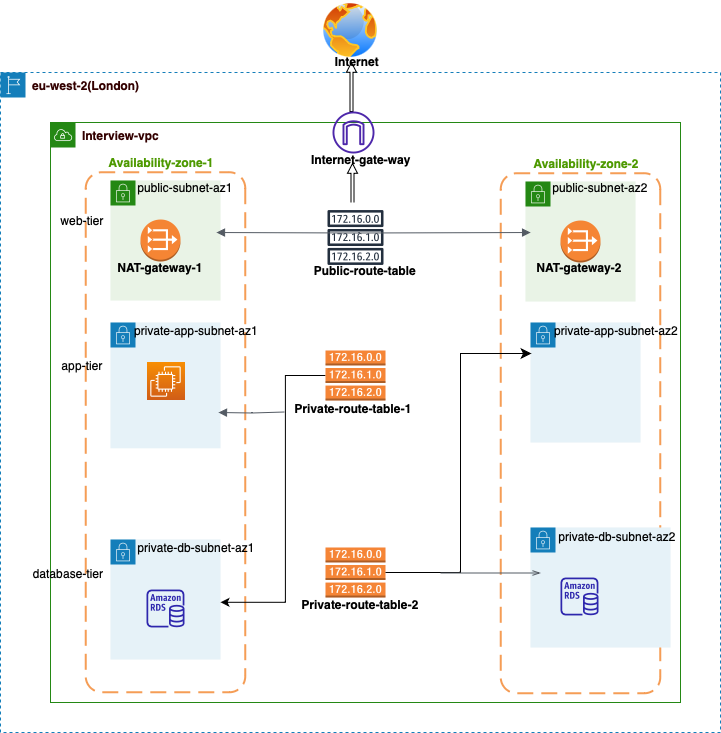 Internet
eu-west-2(London)
Interview-vpc
Internet-gate-way
Availability-zone-1
Availability-zone-2
public-subnet-az1
public-subnet-az2
web-tier
172.16.0.0
172.16.1.0
172.16.2.0
NAT-gateway-1
Public-route-table
NAT-gateway-2
private-app-subnet-az1
private-app-subnet-az2
app-tier
172.16.0.0
172.16.1.0
172.16.2.0
Private-route-table-1
private-db-subnet-az1
private-db-subnet-az2
database-tier
172.16.0.0
172.16.1.0
172.16.2.0
Private-route-table-2
Amazon
RDS
Amazon
RDS